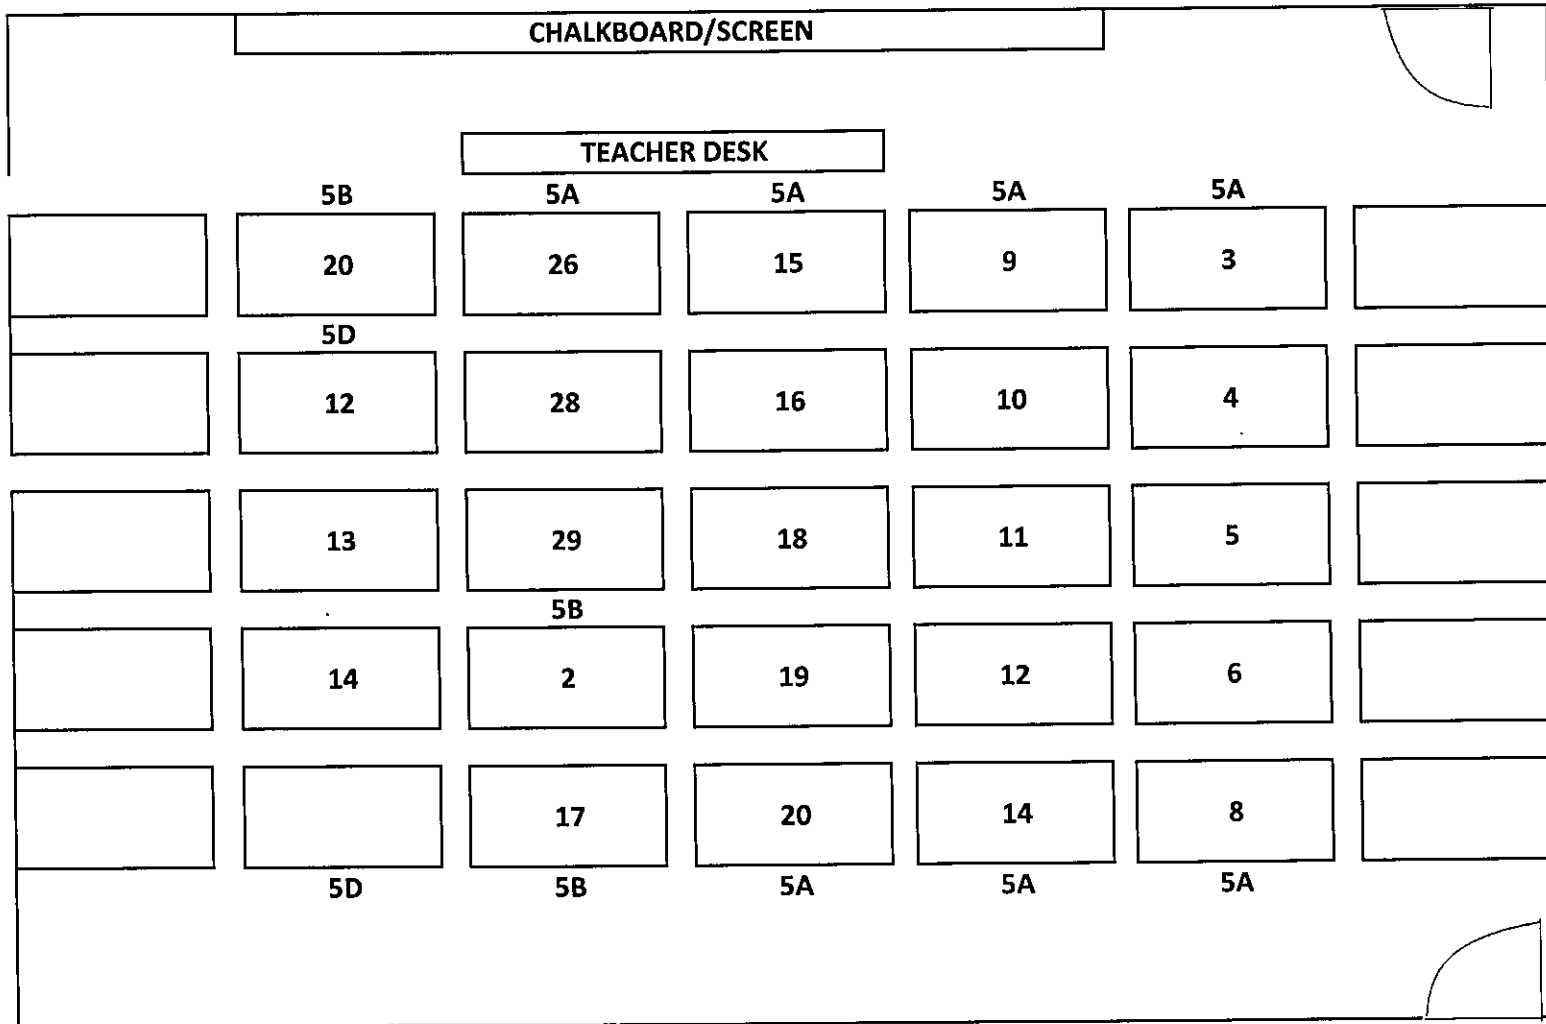 CHALKBOARD/SCREEN
TEACHER DESK
5B 5A 5A 5A 5A
20 26 15 9 3
5D
12 28 16 10 4
13 29 18 11 5
5B
14 2 19 12 6
17 20 14 8
5D 5B 5A 5A 5A